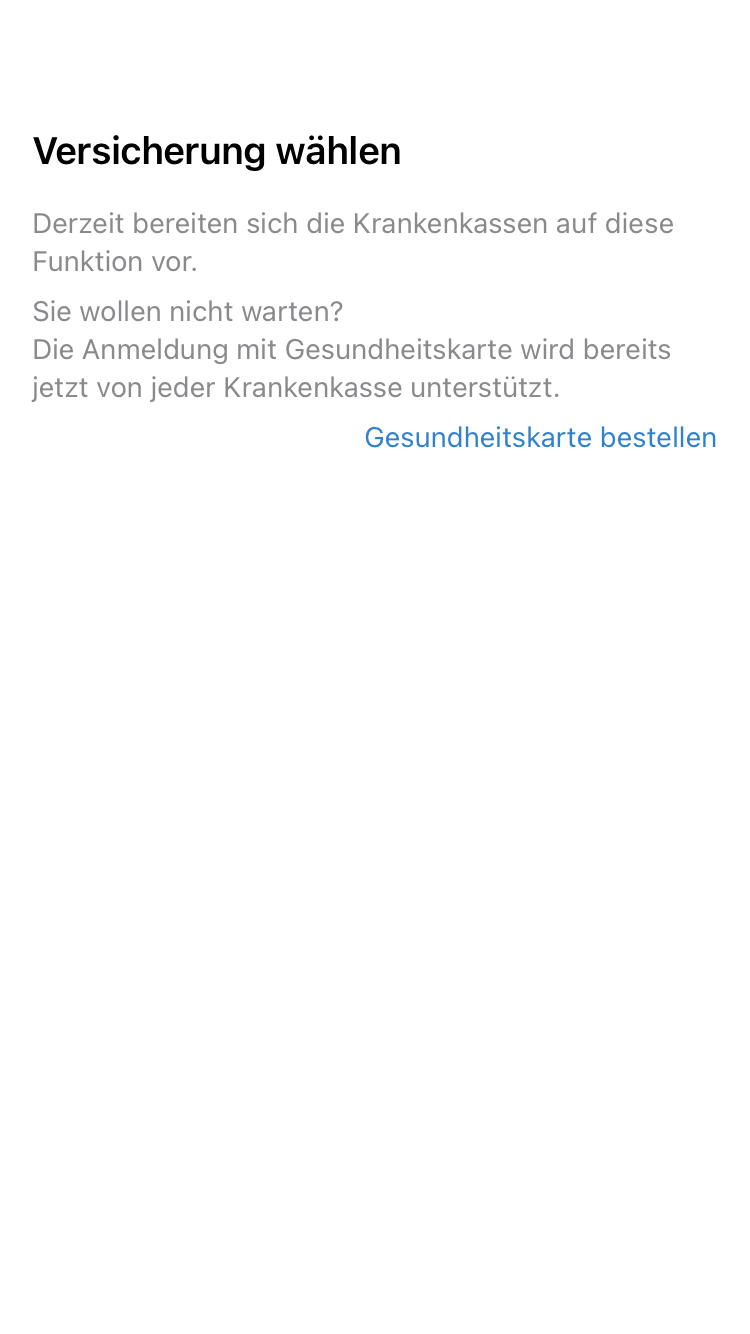 Versicherung wählen
Derzeit bereiten sich die Krankenkassen auf diese
Funktion vor.
Sie wollen nicht warten?
Die Anmeldung mit Gesundheitskarte wird bereits
jetzt von jeder Krankenkasse unterstützt.
Gesundheitskarte bestellen